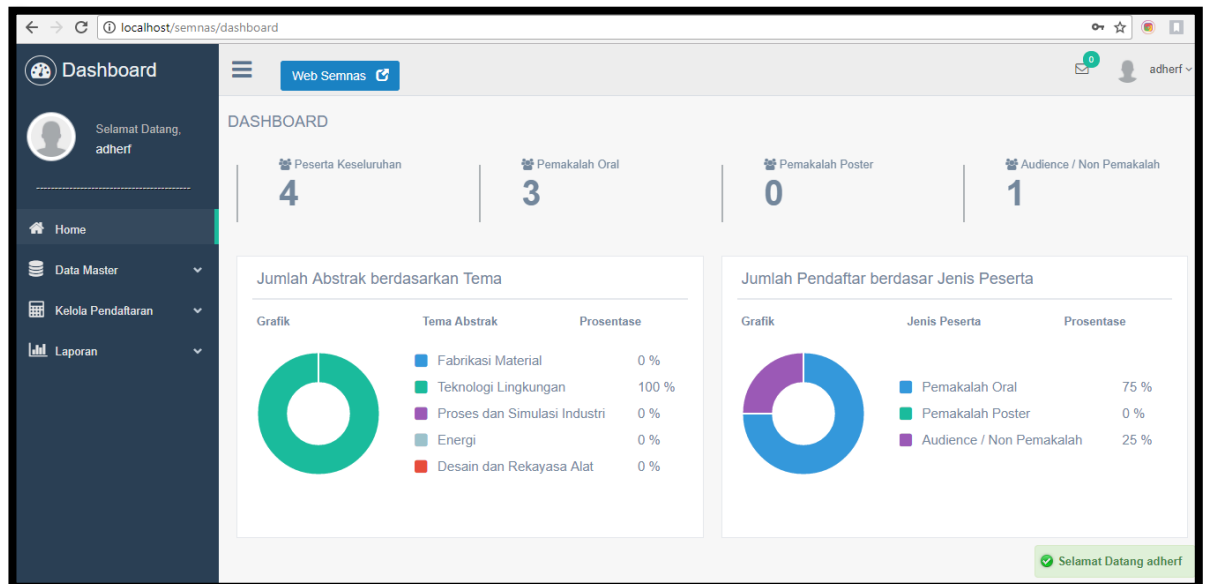 localhost/semnas/dashboard
Dashboard
Web Semnas
0
adherf
Selamat Datang,
adherf
Home
Data Master
Kelola Pendaftaran
Laporan
DASHBOARD
Peserta Keseluruhan
4
Pemakalah Oral
3
Pemakalah Poster
0
Audience / Non Pemakalah
1
Jumlah Abstrak berdasarkan Tema
Grafik Tema Abstrak Prosentase
Fabrikasi Material 0 %
Teknologi Lingkungan 100 %
Proses dan Simulasi Industri 0 %
Energi 0 %
Desain dan Rekayasa Alat 0 %
Jumlah Pendaftar berdasar Jenis Peserta
Grafik Jenis Peserta Prosentase
Pemakalah Oral 75 %
Pemakalah Poster 0 %
Audience / Non Pemakalah 25 %
Selamat Datang adherf